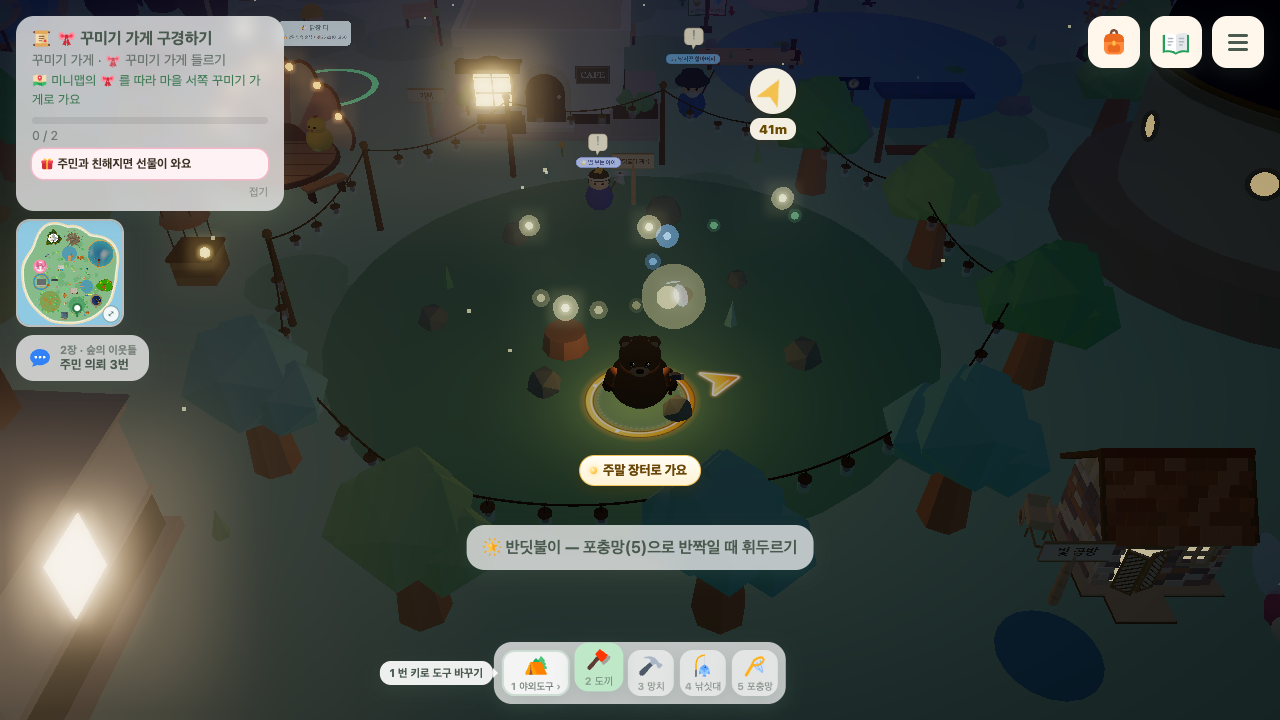 꾸미기 가게 구경하기
꾸미기 가게 · 꾸미기 가게 들르기
미니맵의 를 따라 마을 서쪽 꾸미기 가
게로 가요
0 / 2
주민과 친해지면 선물이 와요
접기
2장 · 숲의 이웃들
주민 의뢰 3번
CAFE
41m
주말 장터로 가요
반딧불이 — 포충망(5)으로 반짝일 때 휘두르기
빛 공방
1 번 키로 도구 바꾸기
1 야외도구 ›
2 도끼
3 망치
4 낚싯대
5 포충망